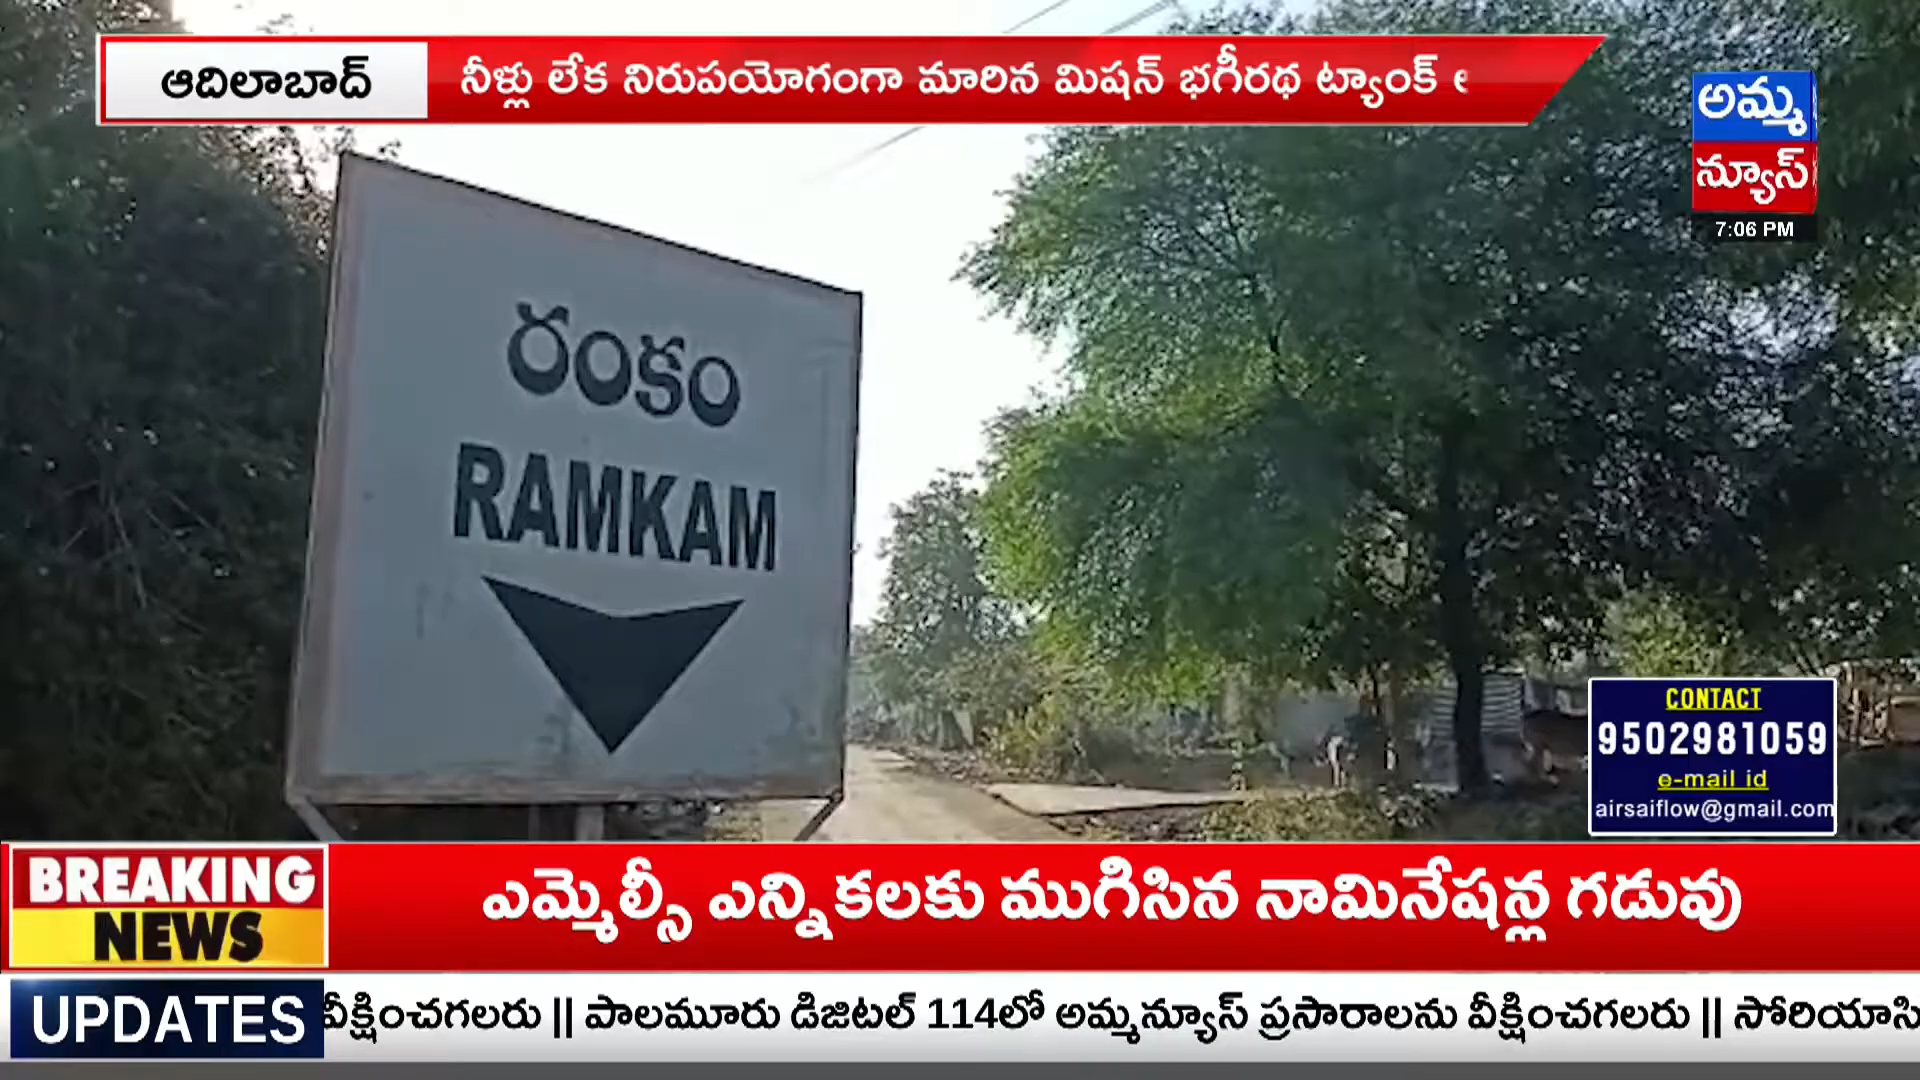 ఆదిలాబాద్
నీళ్లు లేక నిరుపయోగంగా మారిన మిషన్ భగీరథ ట్యాంక్
అమ్మ
న్యూస్
7:06 PM
రంకం
RAMKAM
CONTACT
9502981059
e-mail id
airsaiflow@gmail.com
BREAKING
NEWS
ఎమ్మెల్సీ ఎన్నికలకు ముగిసిన నామినేషన్ల గడువు
UPDATES
వీక్షించగలరు || పాలమూరు డిజిటల్ 114లో అమ్మన్యూస్ ప్రసారాలను వీక్షించగలరు ||